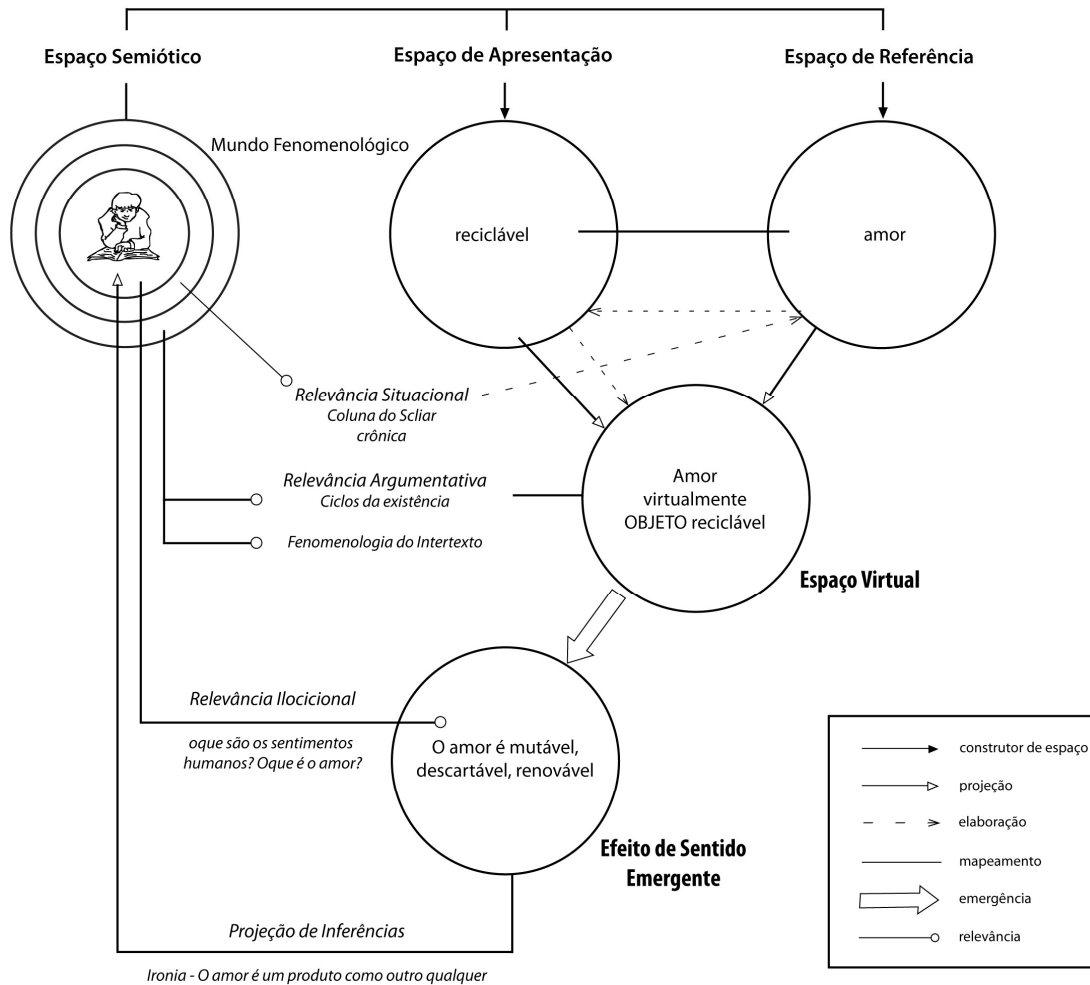 Espaço Semiótico
Espaço de Apresentação
Espaço de Referência
Mundo Fenomenológico
reciclável
amor
Relevância Situacional
Coluna do Scliar
crônica
Relevância Argumentativa
Ciclos da existência
Fenomenologia do Intertexto
Amor
virtualmente
OBJETO reciclável
Espaço Virtual
Relevância Ilocicional
oque são os sentimentos
humanos? Oque é o amor?
O amor é mutável,
descartável, renovável
Efeito de Sentido
Emergente
Projeção de Inferências
Ironia - O amor é um produto como outro qualquer
construtor de espaço
projeção
elaboração
mapeamento
emergência
relevância